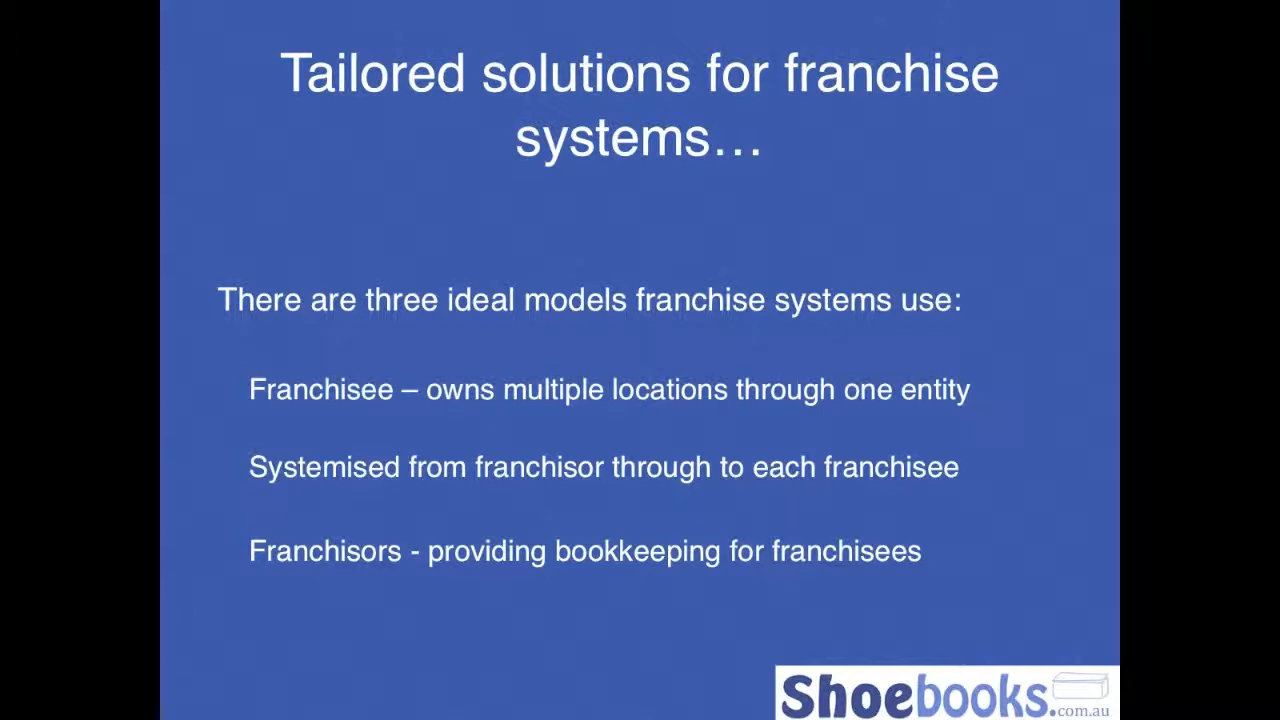 Tailored solutions for franchise
systems…
There are three ideal models franchise systems use:
Franchisee – owns multiple locations through one entity
Systemised from franchisor through to each franchisee
Franchisors - providing bookkeeping for franchisees
Shoebooks.com.au